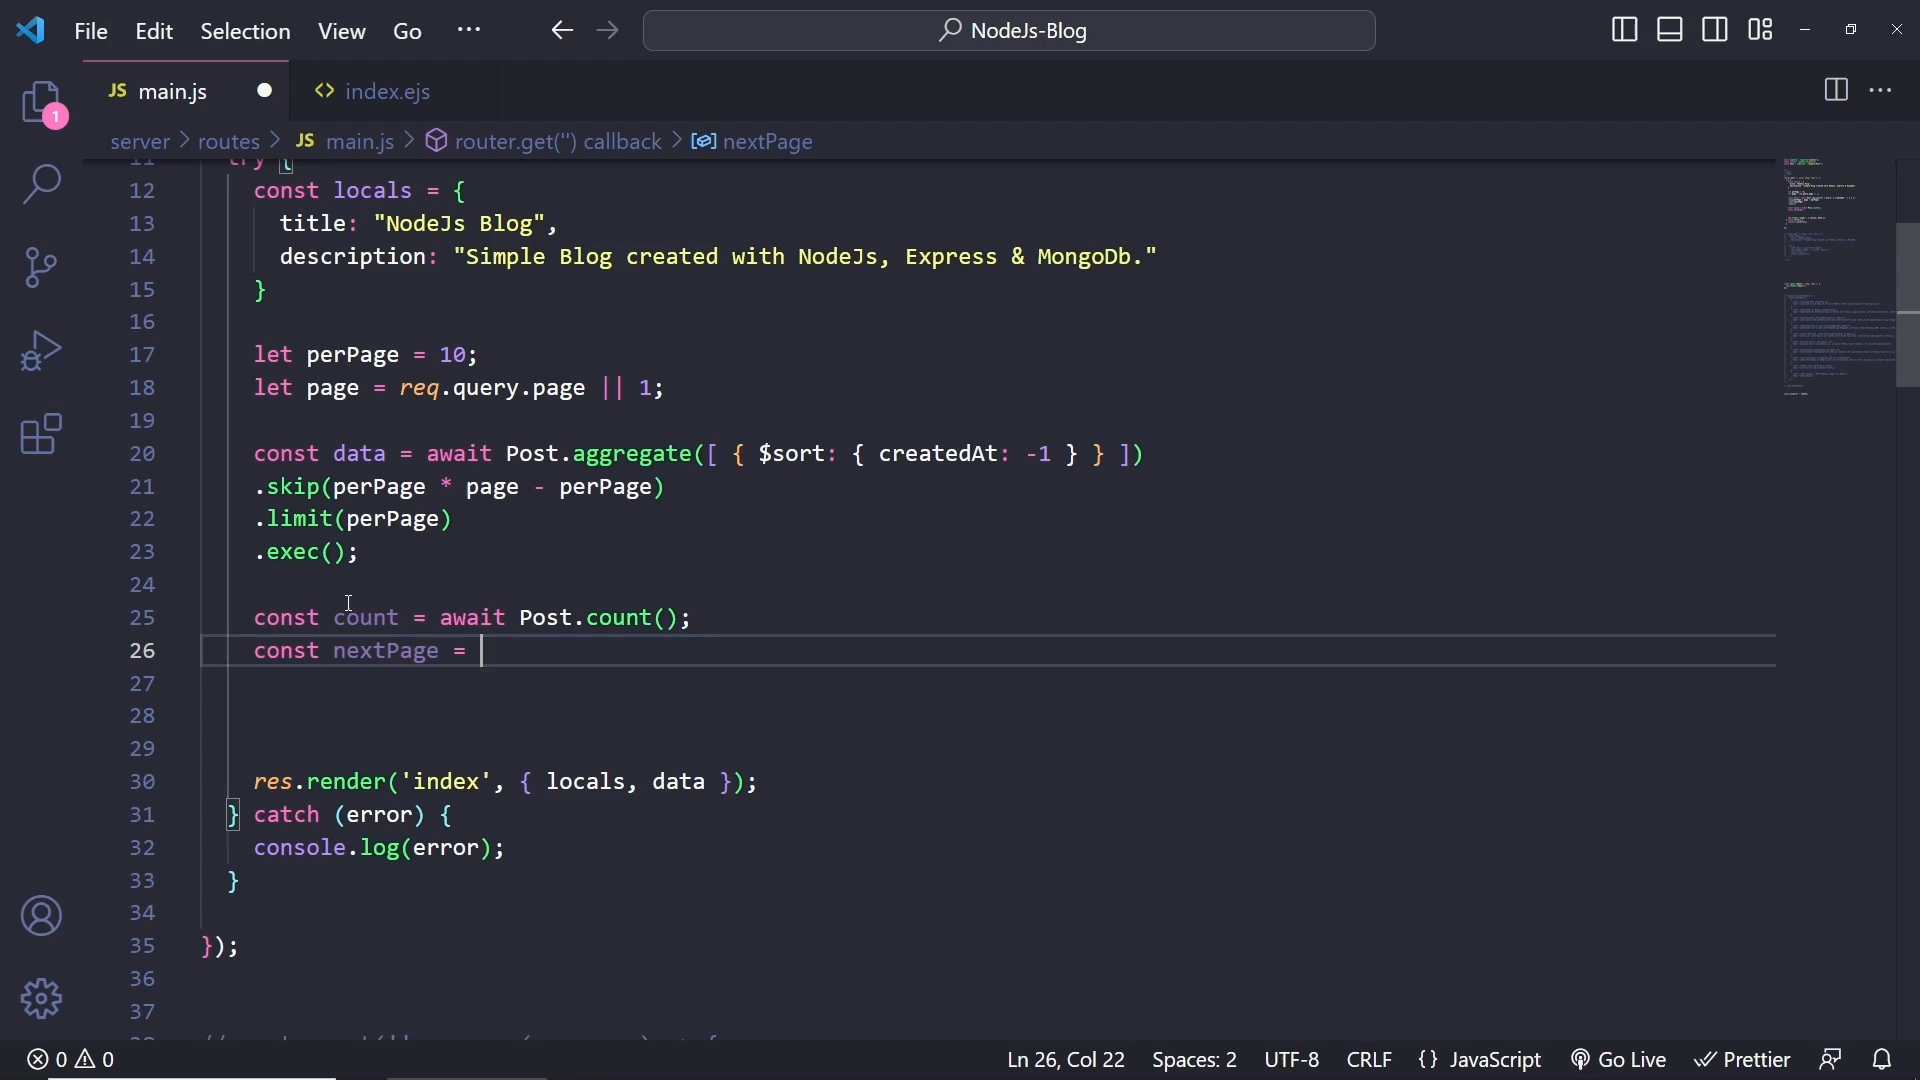 File Edit Selection View Go ··· NodeJs-Blog
JS main.js index.ejs
1
server > routes > JS main.js > router.get('') callback > nextPage
11 try {
12 const locals = {
13 title: "NodeJs Blog",
14 description: "Simple Blog created with NodeJs, Express & MongoDb."
15 }
16
17 let perPage = 10;
18 let page = req.query.page || 1;
19
20 const data = await Post.aggregate([ { $sort: { createdAt: -1 } } ])
21 .skip(perPage * page - perPage)
22 .limit(perPage)
23 .exec();
24
25 const count = await Post.count();
26 const nextPage =
27
28
29
30 res.render('index', { locals, data });
31 } catch (error) {
32 console.log(error);
33 }
34
35 });
36
37
0 0 Ln 26, Col 22 Spaces: 2 UTF-8 CRLF {} JavaScript Go Live Prettier